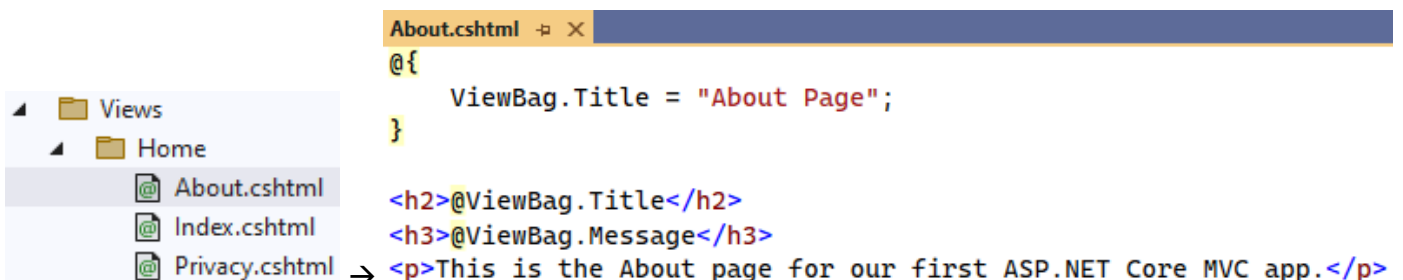 Views
Home
About.cshtml
Index.cshtml
Privacy.cshtml
→
About.cshtml
@{
    ViewBag.Title = "About Page";
}
<h2>@ViewBag.Title</h2>
<h3>@ViewBag.Message</h3>
<p>This is the About page for our first ASP.NET Core MVC app.</p>